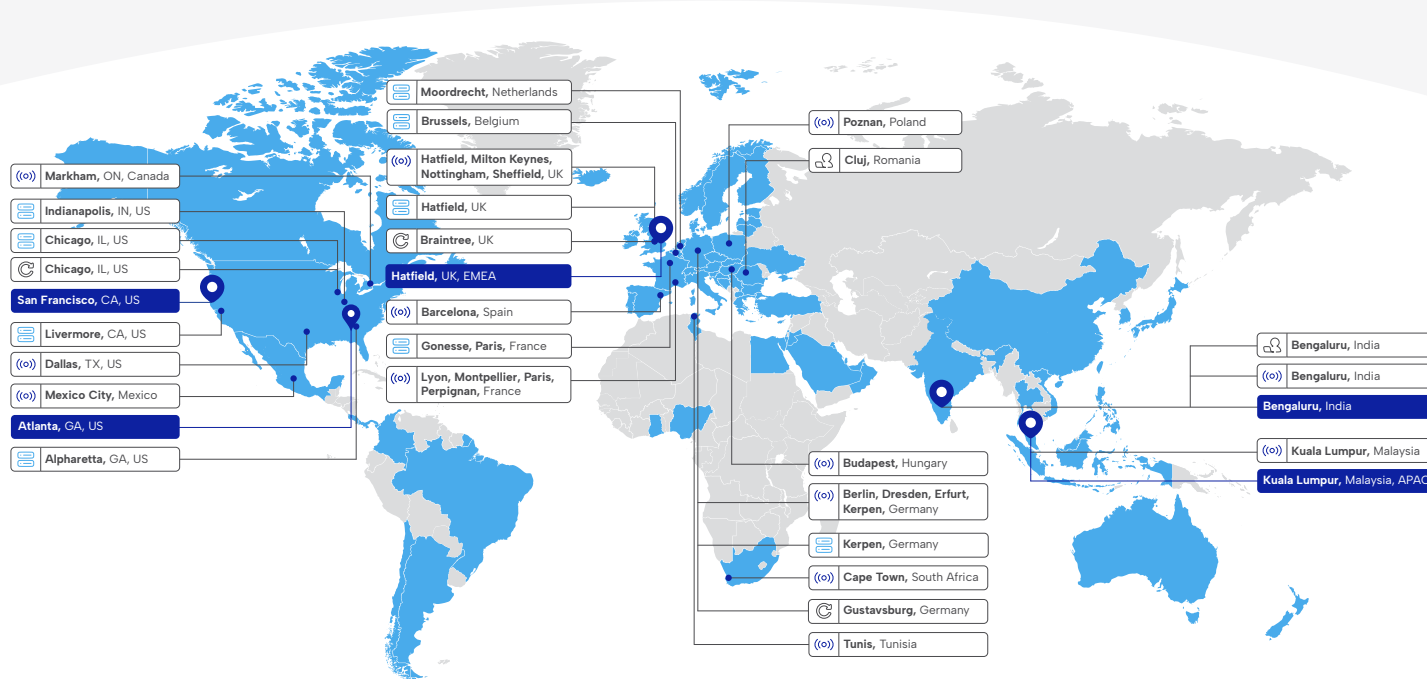 Markham, ON, Canada
Indianapolis, IN, US
Chicago, IL, US
Chicago, IL, US
San Francisco, CA, US
Livermore, CA, US
Dallas, TX, US
Mexico City, Mexico
Atlanta, GA, US
Alpharetta, GA, US
Moordrecht, Netherlands
Brussels, Belgium
Hatfield, Milton Keynes,
Nottingham, Sheffield, UK
Hatfield, UK
Braintree, UK
Hatfield, UK, EMEA
Barcelona, Spain
Gonesse, Paris, France
Lyon, Montpellier, Paris,
Perpignan, France
Poznan, Poland
Cluj, Romania
Budapest, Hungary
Berlin, Dresden, Erfurt,
Kerpen, Germany
Kerpen, Germany
Cape Town, South Africa
Gustavsburg, Germany
Tunis, Tunisia
Bengaluru, India
Bengaluru, India
Bengaluru, India
Kuala Lumpur, Malaysia
Kuala Lumpur, Malaysia, APAC